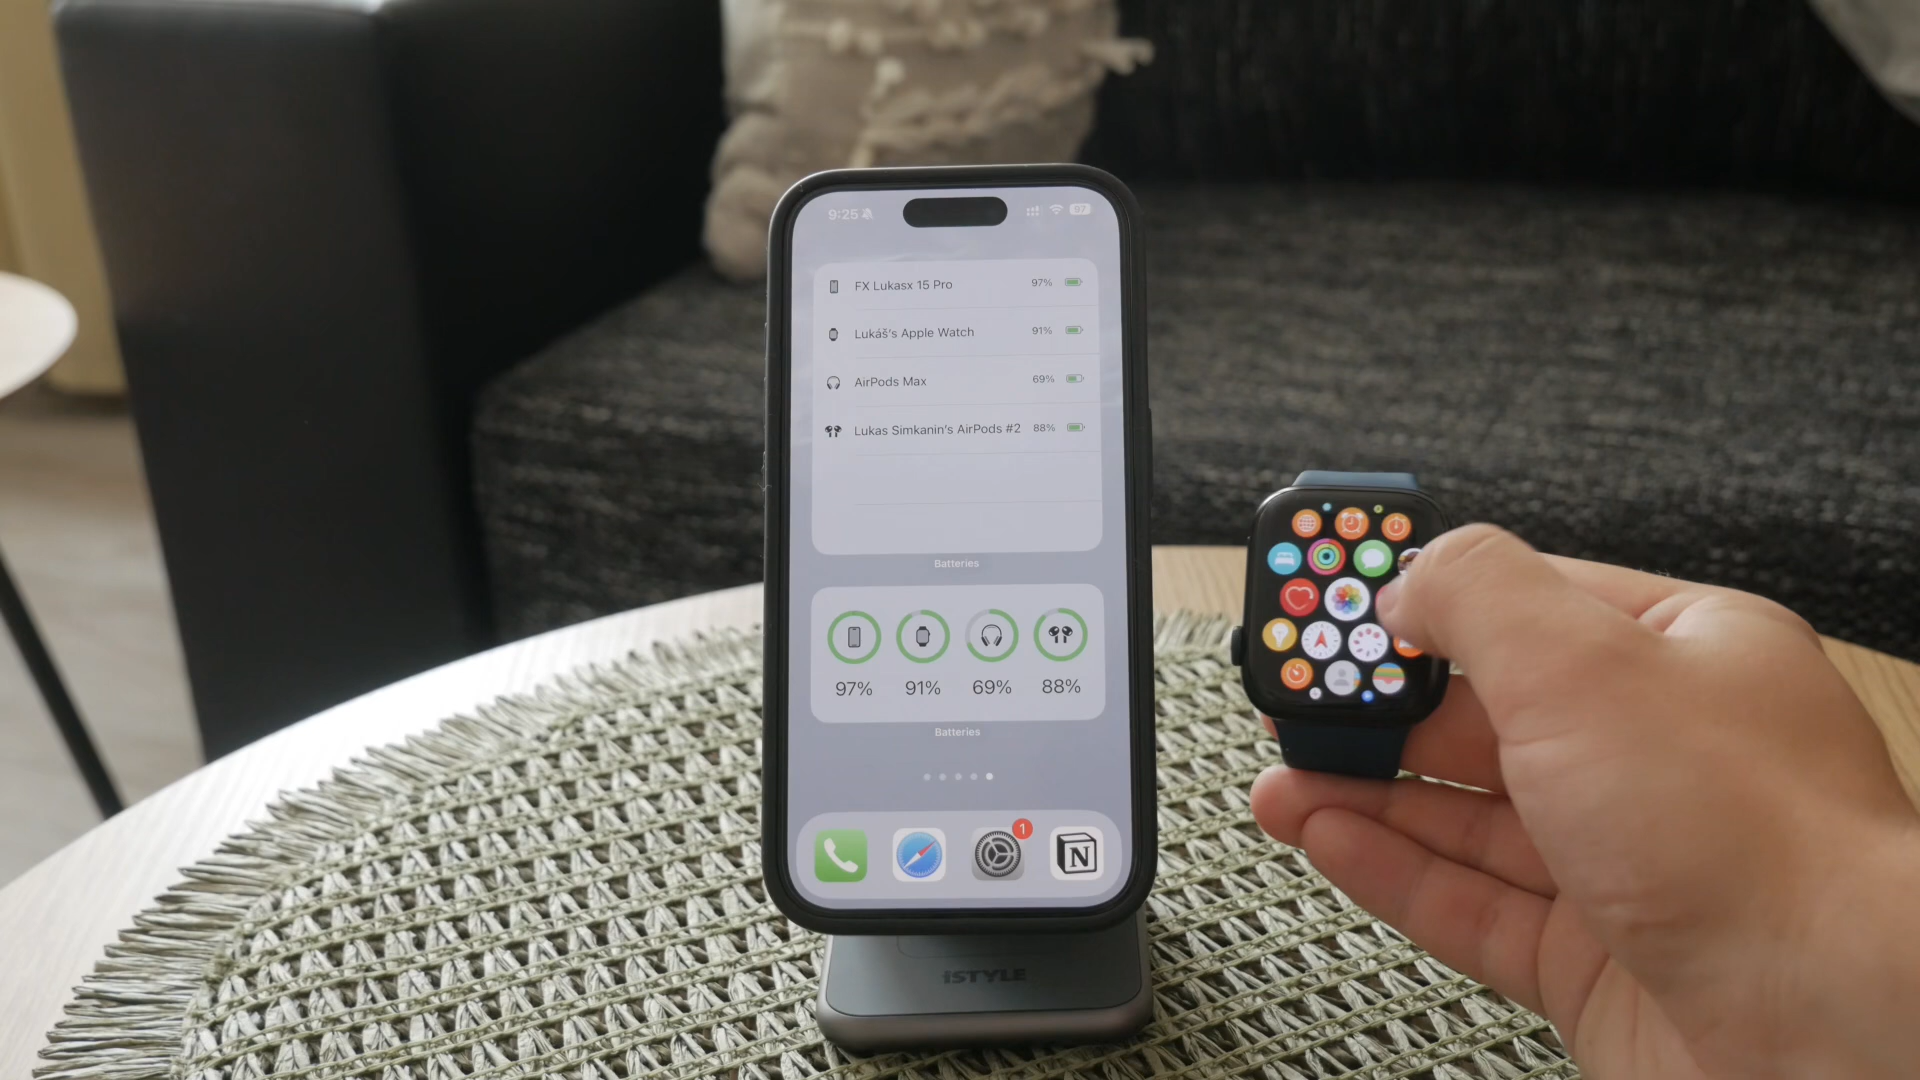 9:25
97
FX Lukasx 15 Pro 97%
Lukáš's Apple Watch 91%
AirPods Max 69%
Lukas Simkanin's AirPods #2 88%
Batteries
97% 91% 69% 88%
Batteries
1
N
ISTYLE